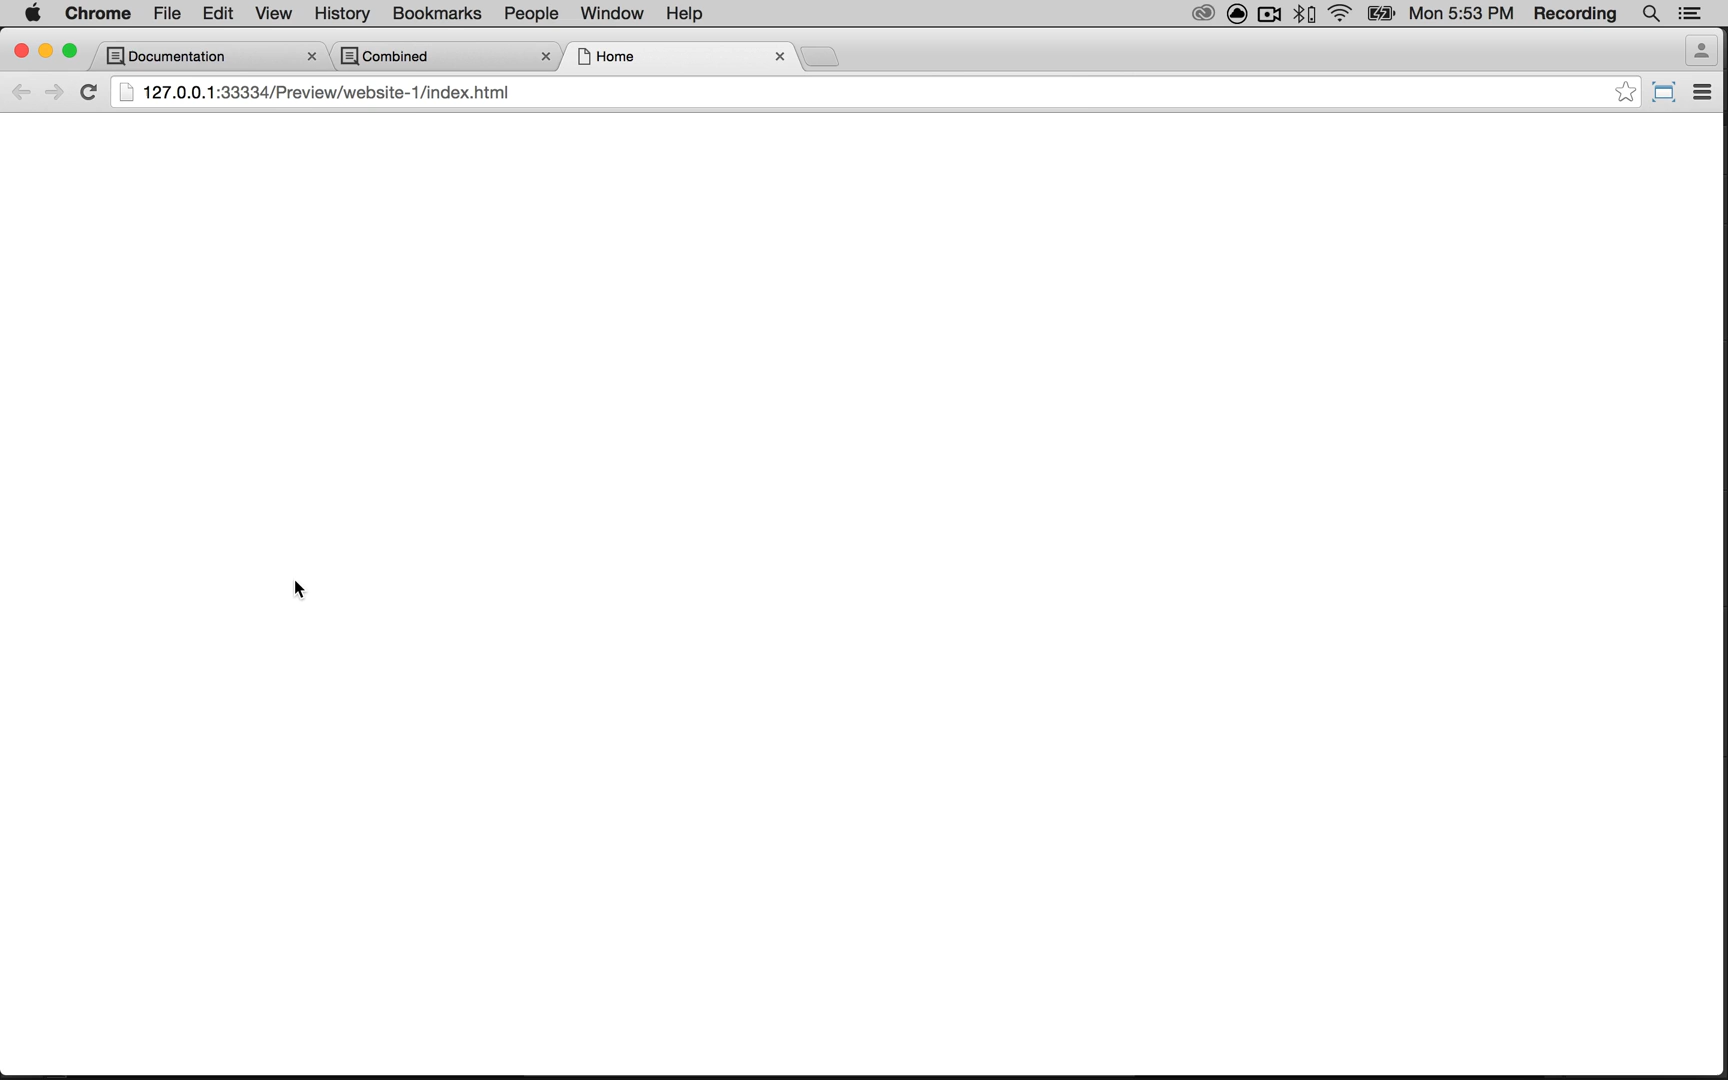 Chrome File Edit View History Bookmarks People Window Help Mon 5:53 PM Recording
Documentation Combined Home
127.0.0.1:33334/Preview/website-1/index.html